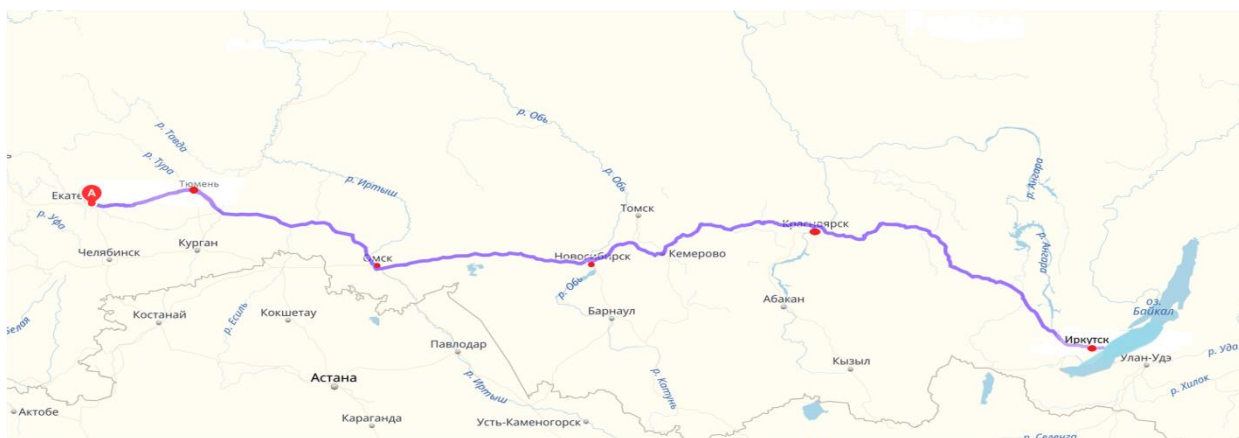 р. Обь
р. Тавда
р. Тура
Тюмень
р. Иртыш
р. Обь
р. Ангара
Екате
А
р. Уфа
Томск
Красноярск
р. Ангара
Челябинск
Курган
Омск
Новосибирск
Кемерово
р. Обь
Абакан
оз.
Байкал
Белая
Костанай
р. Есиль
Кокшетау
Барнаул
Павлодар
Иркутск
Улан-Удэ
р. Уда
Астана
р. Иртыш
р. Катунь
Кызыл
р. Хилок
Актобе
Караганда
Усть-Каменогорск
р. Селенга